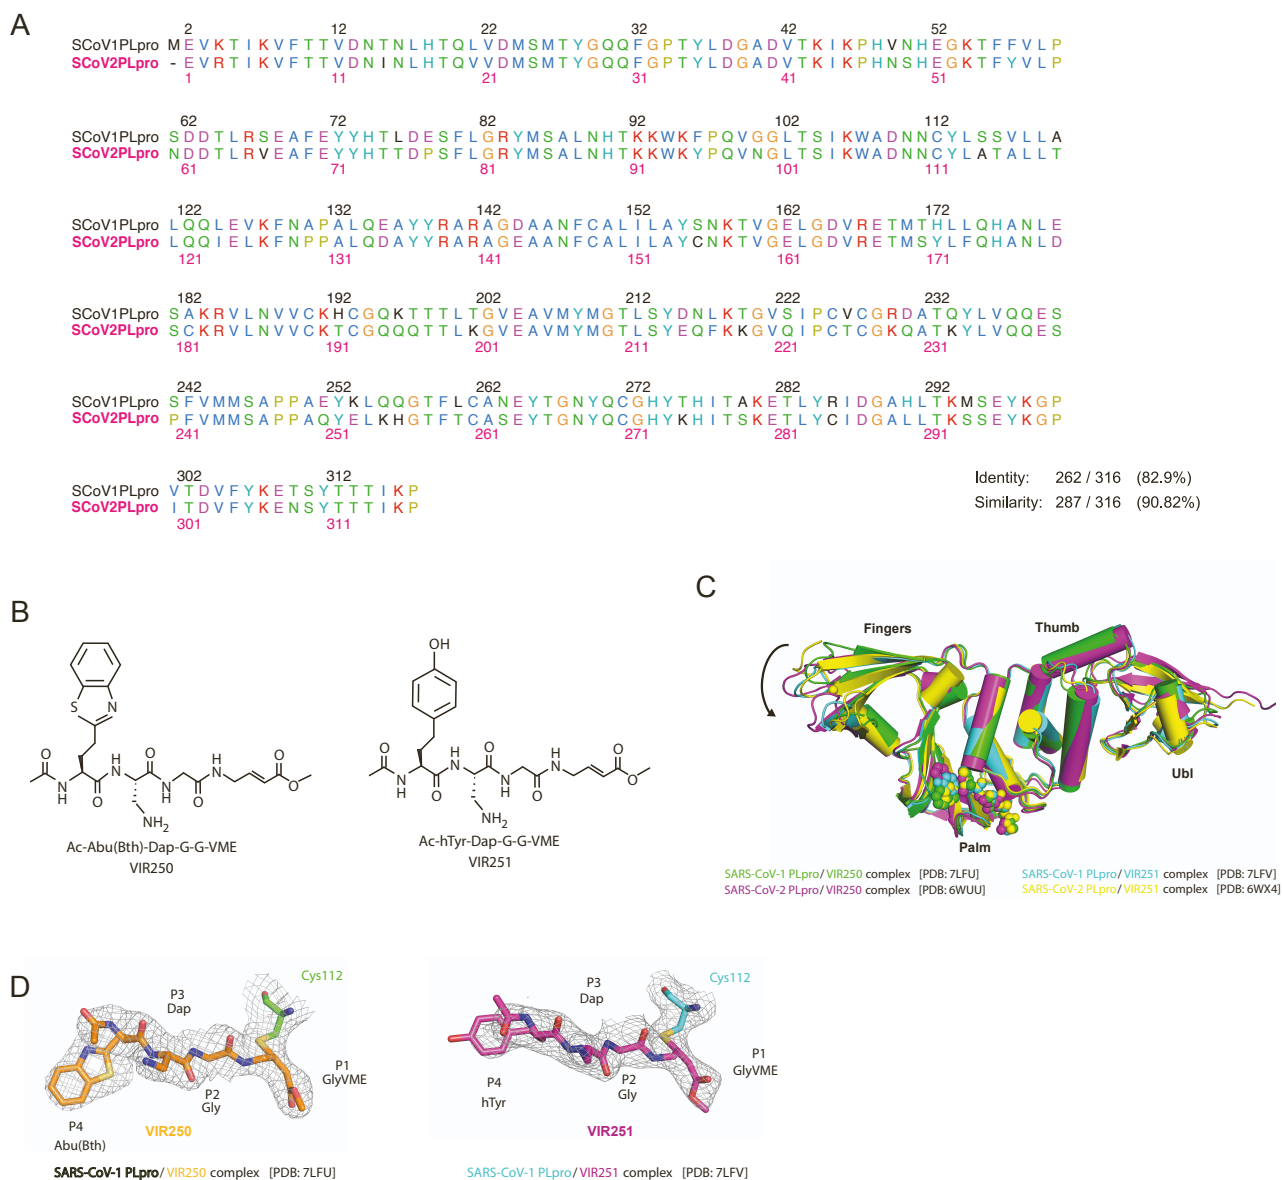 A
2 12 22 32 42 52
SCoV1PLpro M E V K T I K V F T T V D N T N L H T Q L V D M S M T Y G Q Q F G P T Y L D G A D V T K I K P H V N H E G K T F F V L P
SCoV2PLpro - E V R T I K V F T T V D N I N L H T Q V V D M S M T Y G Q Q F G P T Y L D G A D V T K I K P H N S H E G K T F Y V L P
1 11 21 31 41 51
62 72 82 92 102 112
SCoV1PLpro S D D T L R S E A F E Y Y H T L D E S F L G R Y M S A L N H T K K W K F P Q V G G L T S I K W A D N N C Y L S S V L L A
SCoV2PLpro N D D T L R V E A F E Y Y H T T D P S F L G R Y M S A L N H T K K W K Y P Q V N G L T S I K W A D N N C Y L A T A L L T
61 71 81 91 101 111
122 132 142 152 162 172
SCoV1PLpro L Q Q L E V K F N A P A L Q E A Y Y R A R A G D A A N F C A L I L A Y S N K T V G E L G D V R E T M T H L L Q H A N L E
SCoV2PLpro L Q Q I E L K F N P P A L Q D A Y Y R A R A G E A A N F C A L I L A Y C N K T V G E L G D V R E T M S Y L F Q H A N L D
121 131 141 151 161 171
182 192 202 212 222 232
SCoV1PLpro S A K R V L N V V C K H C G Q K T T T L T G V E A V M Y M G T L S Y D N L K T G V S I P C V C G R D A T Q Y L V Q Q E S
SCoV2PLpro S C K R V L N V V C K T C G Q Q Q T T L K G V E A V M Y M G T L S Y E Q F K K G V Q I P C T C G K Q A T K Y L V Q Q E S
181 191 201 211 221 231
242 252 262 272 282 292
SCoV1PLpro S F V M M S A P P A E Y K L Q Q G T F L C A N E Y T G N Y Q C G H Y T H I T A K E T L Y R I D G A H L T K M S E Y K G P
SCoV2PLpro P F V M M S A P P A Q Y E L K H G T F T C A S E Y T G N Y Q C G H Y K H I T S K E T L Y C I D G A L L T K S S E Y K G P
241 251 261 271 281 291
302 312
SCoV1PLpro V T D V F Y K E T S Y T T T I K P
SCoV2PLpro I T D V F Y K E N S Y T T T I K P
301 311
Identity: 262 / 316 (82.9%)
Similarity: 287 / 316 (90.82%)
B
S N
O H N O O H N O O
N H O N H O
NH2
Ac-Abu(Bth)-Dap-G-G-VME
VIR250
OH
O H N O H N O O
N H O N H O O
NH2
Ac-hTyr-Dap-G-G-VME
VIR251
C
Fingers
Thumb
Palm
Ubl
SARS-CoV-1 PLpro/ VIR250 complex [PDB: 7LFU]
SARS-CoV-2 PLpro/ VIR250 complex [PDB: 6WUU]
SARS-CoV-1 PLpro/ VIR251 complex [PDB: 7LFV]
SARS-CoV-2 PLpro/ VIR251 complex [PDB: 6WX4]
D
Cys112
P3
Dap
P1
GlyVME
P2
Gly
P4
Abu(Bth)
VIR250
SARS-CoV-1 PLpro/ VIR250 complex [PDB: 7LFU]
Cys112
P3
Dap
P1
GlyVME
P4
hTyr
P2
Gly
VIR251
SARS-CoV-1 PLpro/ VIR251 complex [PDB: 7LFV]